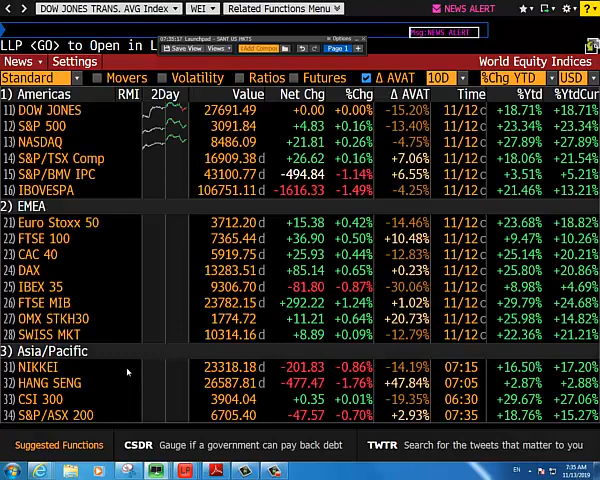 DOW JONES TRANS. AVG Index WEI Related Functions Menu NEWS ALERT
Msg:NEWS ALERT
07:35:17 Launchpad - SANT US MKTS
LLP <GO> to Open in L Save View Views Page 1
News Settings World Equity Indices
Standard Movers Volatility Ratios Futures Δ AVAT 10D %Chg YTD USD
1) Americas RMI 2Day Value Net Chg %Chg Δ AVAT Time %Ytd %YtdCur
11) DOW JONES 27691.49 +0.00 +0.00% -15.20% 11/12 c +18.71% +18.71%
12) S&P 500 3091.84 +4.83 +0.16% -13.40% 11/12 c +23.34% +23.34%
13) NASDAQ 8486.09 +21.81 +0.26% -4.75% 11/12 c +27.89% +27.89%
14) S&P/TSX Comp 16909.38 d +26.62 +0.16% +7.06% 11/12 c +18.06% +21.54%
15) S&P/BMV IPC 43100.77 d -494.84 -1.14% +6.55% 11/12 c +3.51% +5.21%
16) IBOVESPA 106751.11 d -1616.33 -1.49% -4.25% 11/12 c +21.46% +13.21%
2) EMEA
21) Euro Stoxx 50 3712.20 d +15.38 +0.42% -14.46% 11/12 c +23.68% +18.82%
22) FTSE 100 7365.44 d +36.90 +0.50% +10.48% 11/12 c +9.47% +10.26%
23) CAC 40 5919.75 d +25.93 +0.44% -12.83% 11/12 c +25.14% +20.21%
24) DAX 13283.51 d +85.14 +0.65% +0.23% 11/12 c +25.80% +20.86%
25) IBEX 35 9306.70 d -81.80 -0.87% -30.06% 11/12 c +8.98% +4.69%
26) FTSE MIB 23782.15 d +292.22 +1.24% +1.02% 11/12 c +29.79% +24.68%
27) OMX STKH30 1774.72 d +11.21 +0.64% +20.73% 11/12 c +25.98% +14.87%
28) SWISS MKT 10314.16 d +8.89 +0.09% -12.79% 11/12 c +22.36% +21.21%
3) Asia/Pacific
31) NIKKEI 23318.18 d -201.83 -0.86% -14.19% 07:15 +16.50% +17.20%
32) HANG SENG 26587.81 d -477.47 -1.76% +47.84% 07:35 +2.87% +2.88%
33) CSI 300 3904.04 d +0.35 +0.01% -19.35% 06:30 +29.67% +27.06%
34) S&P/ASX 200 6705.40 d -47.57 -0.70% +2.93% 07:35 +18.76% +15.27%
Suggested Functions CSDR Gauge if a government can pay back debt TWTR Search for the tweets that matter to you
EN 7:35 AM
11/13/2019